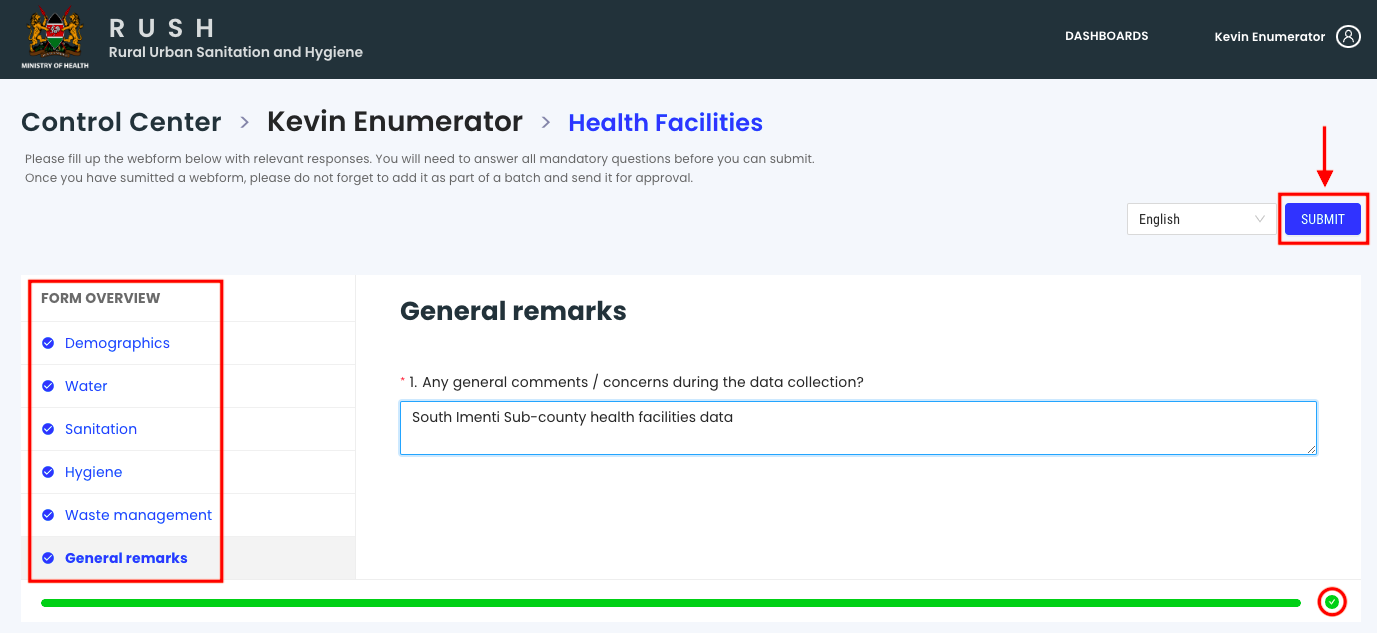 R U S H
Rural Urban Sanitation and Hygiene
MINISTRY OF HEALTH
DASHBOARDS
Kevin Enumerator
Control Center > Kevin Enumerator > Health Facilities
Please fill up the webform below with relevant responses. You will need to answer all mandatory questions before you can submit.
Once you have sumitted a webform, please do not forget to add it as part of a batch and send it for approval.
English
SUBMIT
FORM OVERVIEW
Demographics
Water
Sanitation
Hygiene
Waste management
General remarks
General remarks
* 1. Any general comments / concerns during the data collection?
South Imenti Sub-county health facilities data